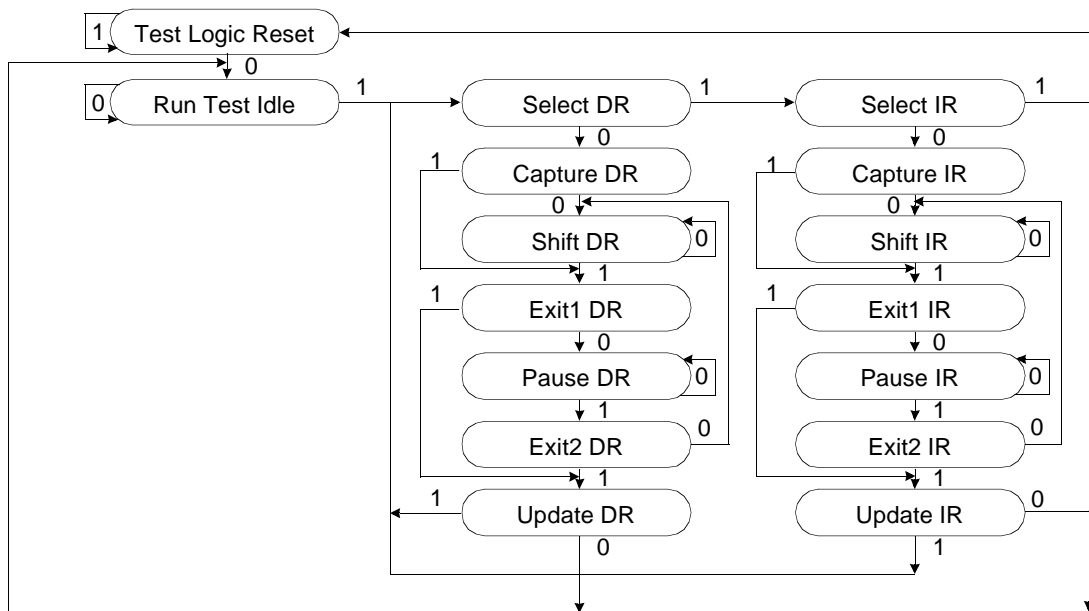 1 Test Logic Reset
0
0 Run Test Idle 1 Select DR 1 Select IR 1
0 0
1 Capture DR 1 Capture IR
0 0
Shift DR 0 Shift IR 0
1 1
1 Exit1 DR 1 Exit1 IR
0 0
Pause DR 0 Pause IR 0
1 1
Exit2 DR 0 Exit2 IR 0
1 1
1 Update DR Update IR 0
0 1